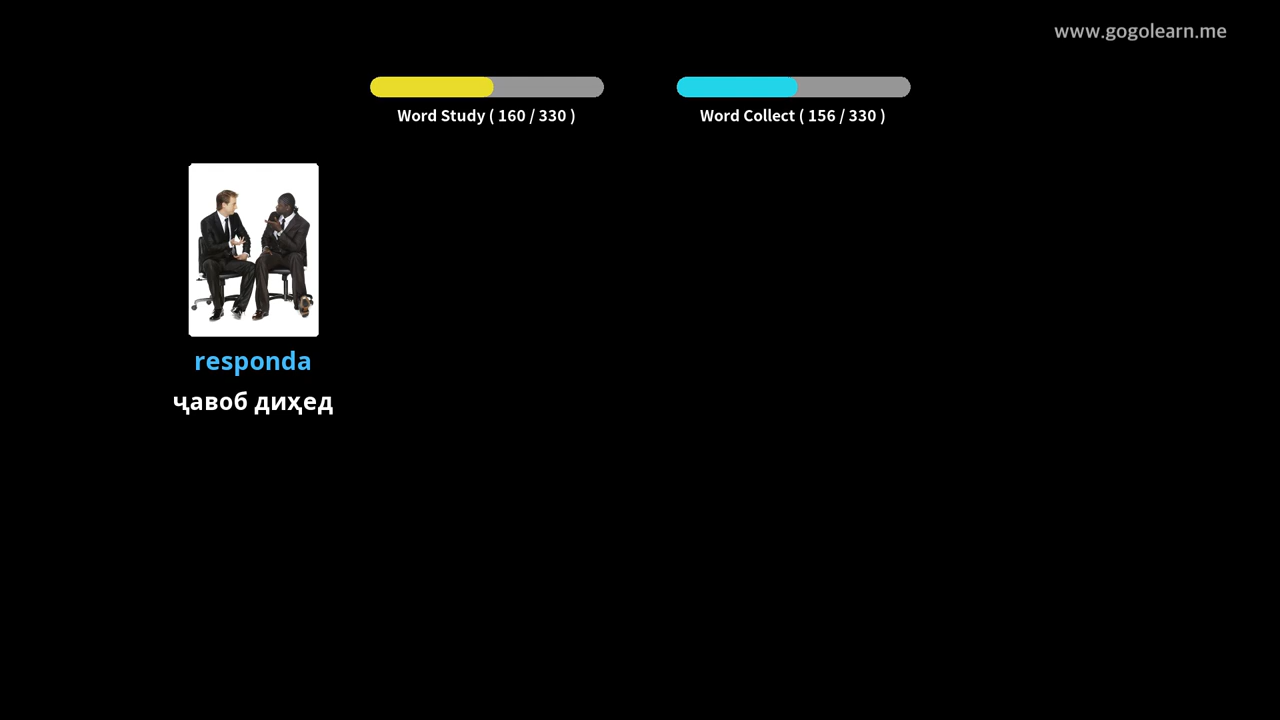 www.gogolearn.me
Word Study ( 160 / 330 )
Word Collect ( 156 / 330 )
responda
ҷавоб диҳед